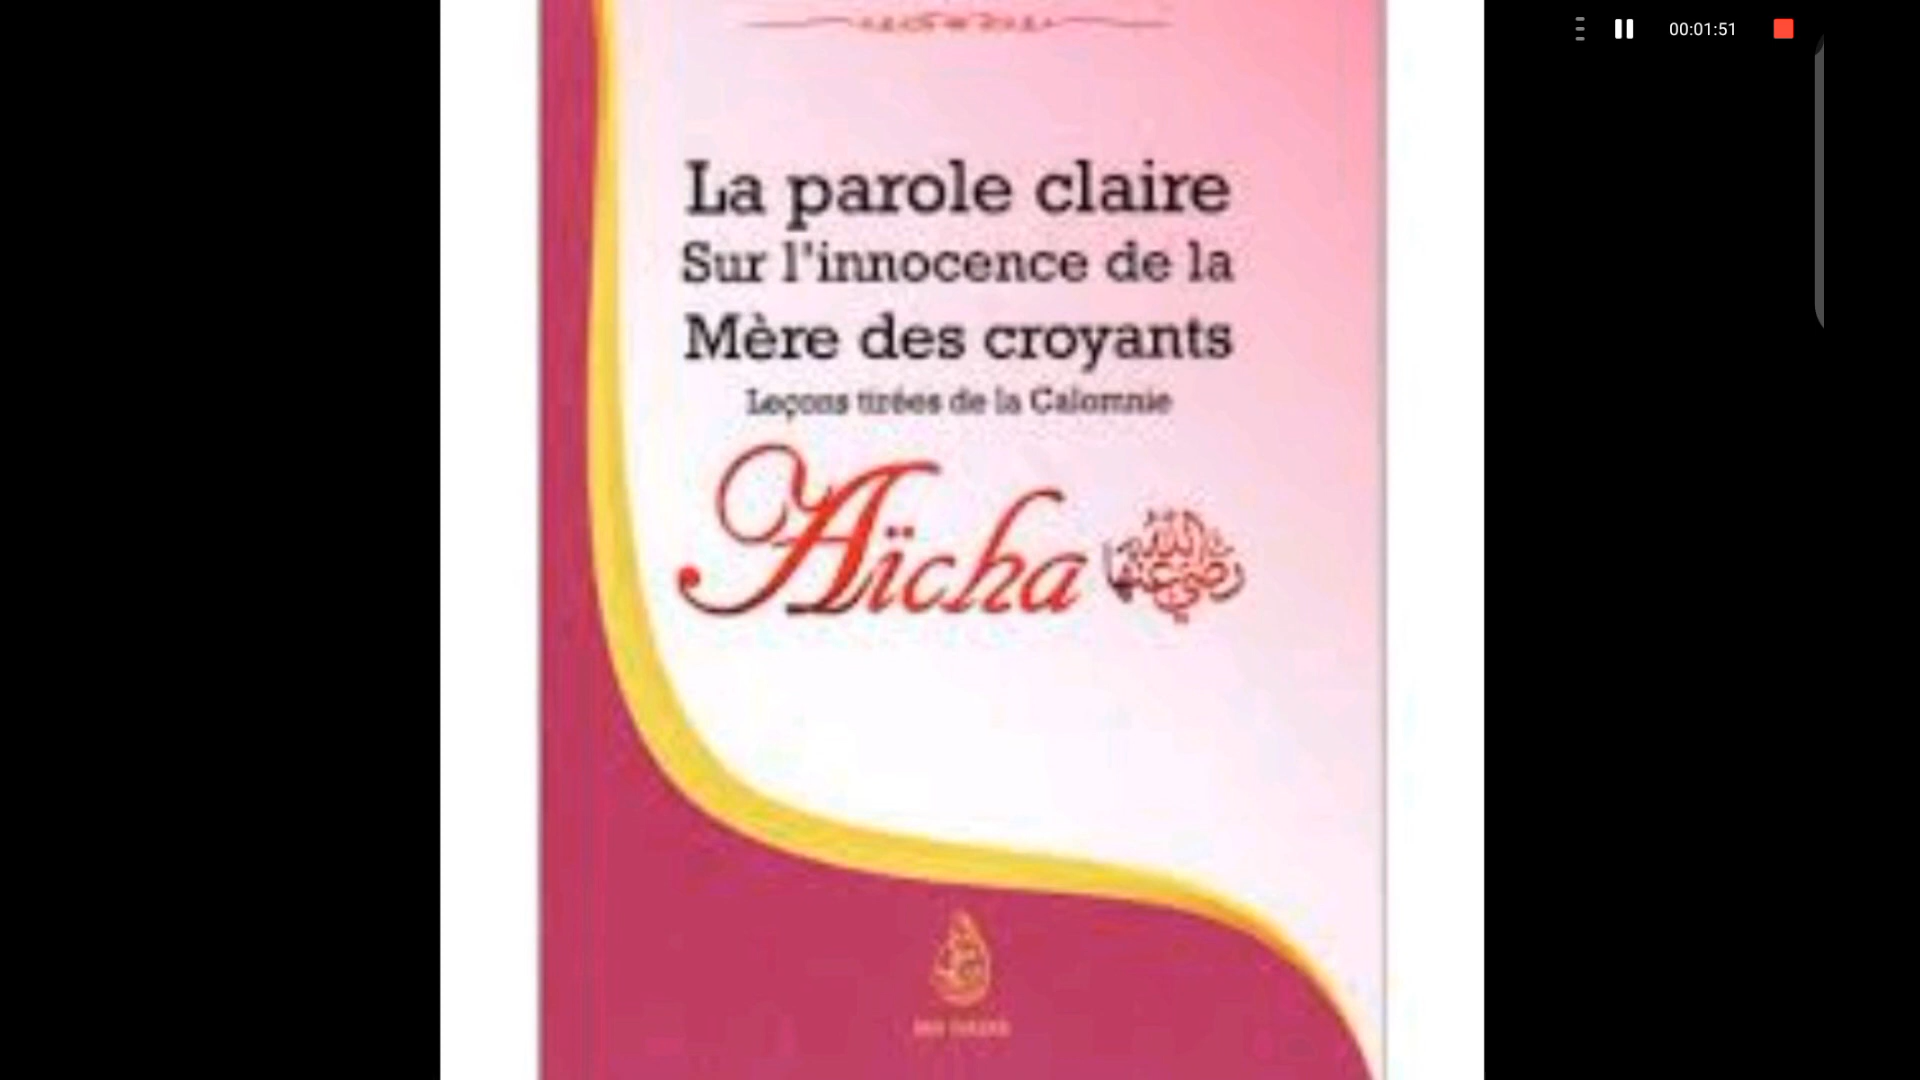 00:01:51
La parole claire
Sur l'innocence de la
Mère des croyants
Leçons tirées de la Calomnie
Aïcha رضي الله عنها